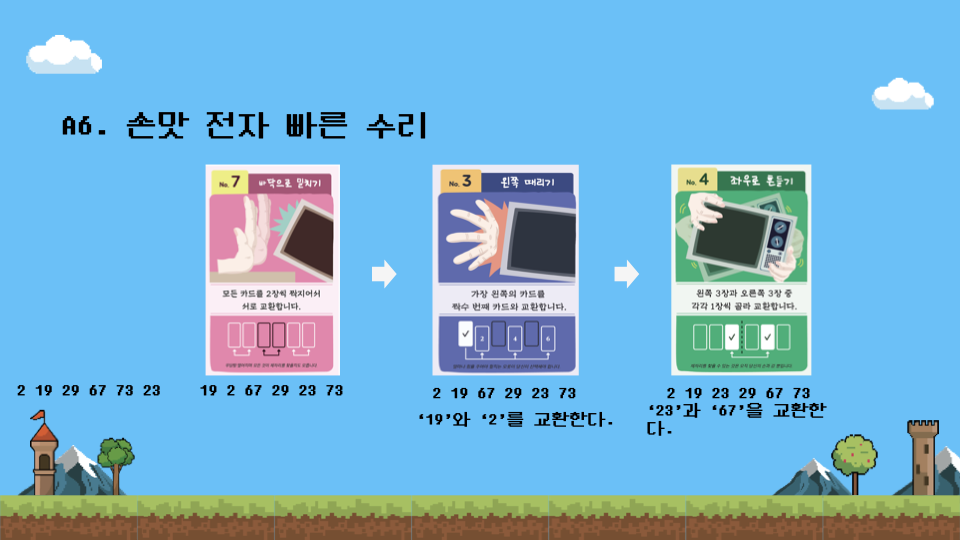 A6. 손맛 전자 빠른 수리
No. 7 바닥으로 밀치기
No. 3 왼쪽 때리기
No. 4 좌우로 흔들기
모든 카드를 2장씩 짝지어서
서로 교환합니다.
가장 왼쪽의 카드를
짝수 번째 카드와 교환합니다.
왼쪽 3장과 오른쪽 3장 중
각각 1장씩 골라 교환합니다.
2 4 6
2 19 29 67 73 23
19 2 67 29 23 73
2 19 67 29 23 73
‘19’와 ‘2’를 교환한다.
2 19 23 29 67 73
‘23’과 ‘67’을 교환한
다.